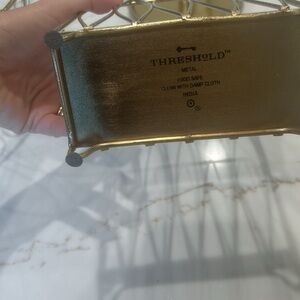 THRESHOLD™
METAL
FOOD SAFE
CLEAN WITH DAMP CLOTH
INDIA